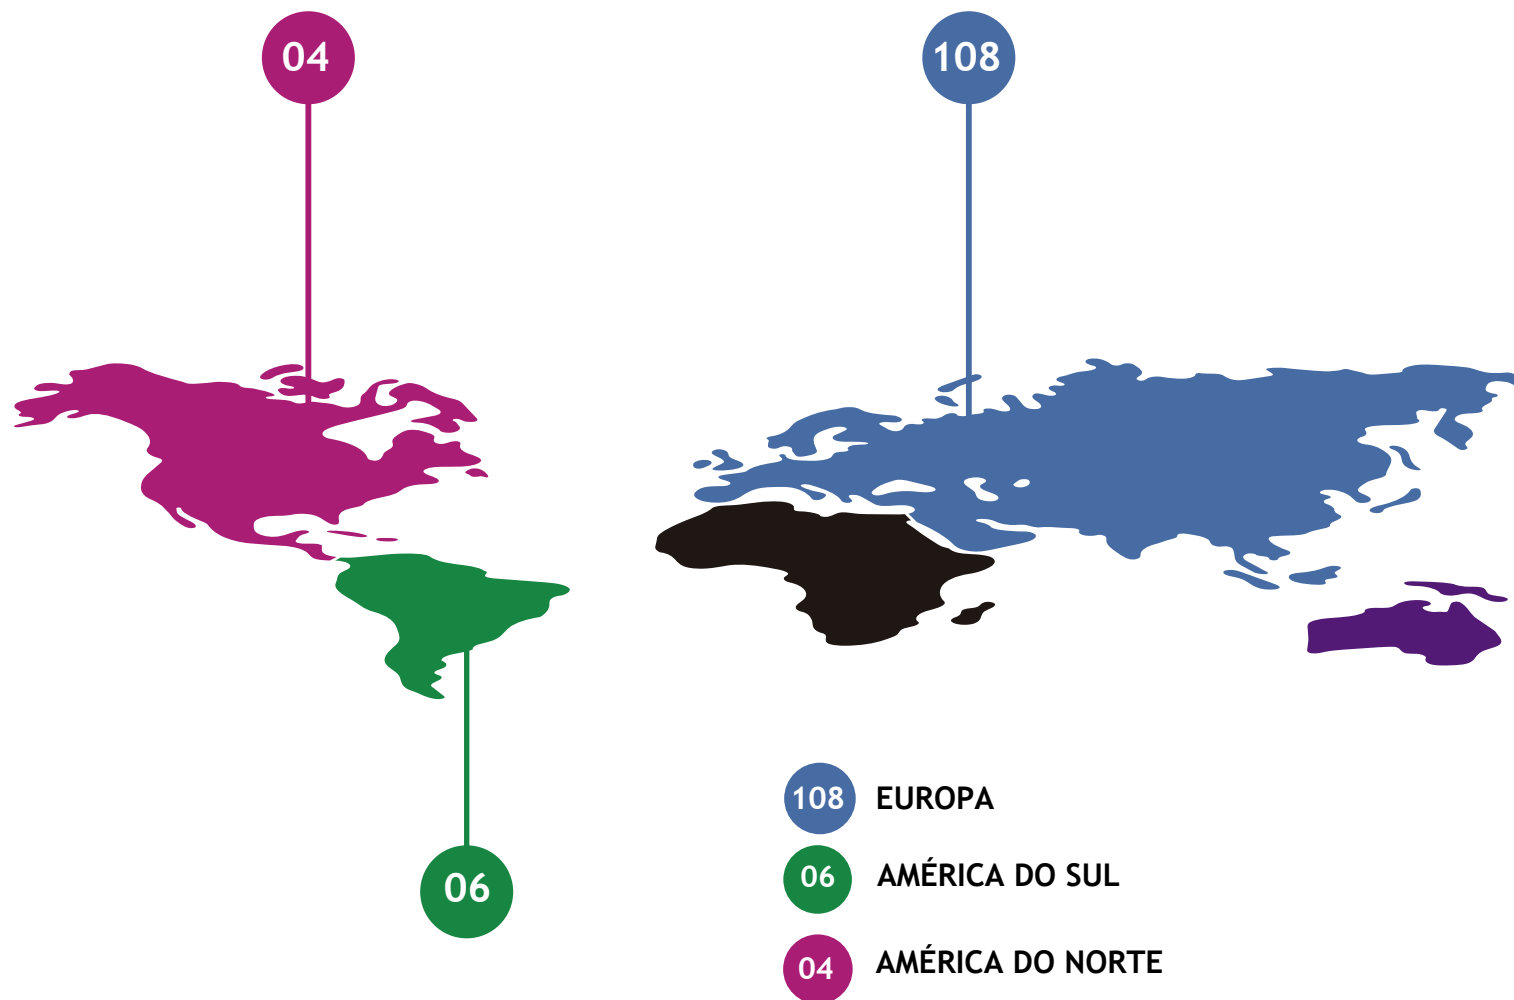 04
108
06
108 EUROPA
06 AMÉRICA DO SUL
04 AMÉRICA DO NORTE